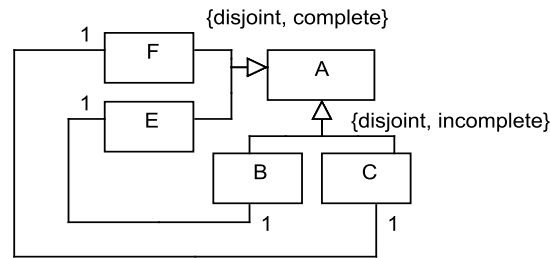 {disjoint, complete}
1
F
A
1
E
{disjoint, incomplete}
B
C
1
1